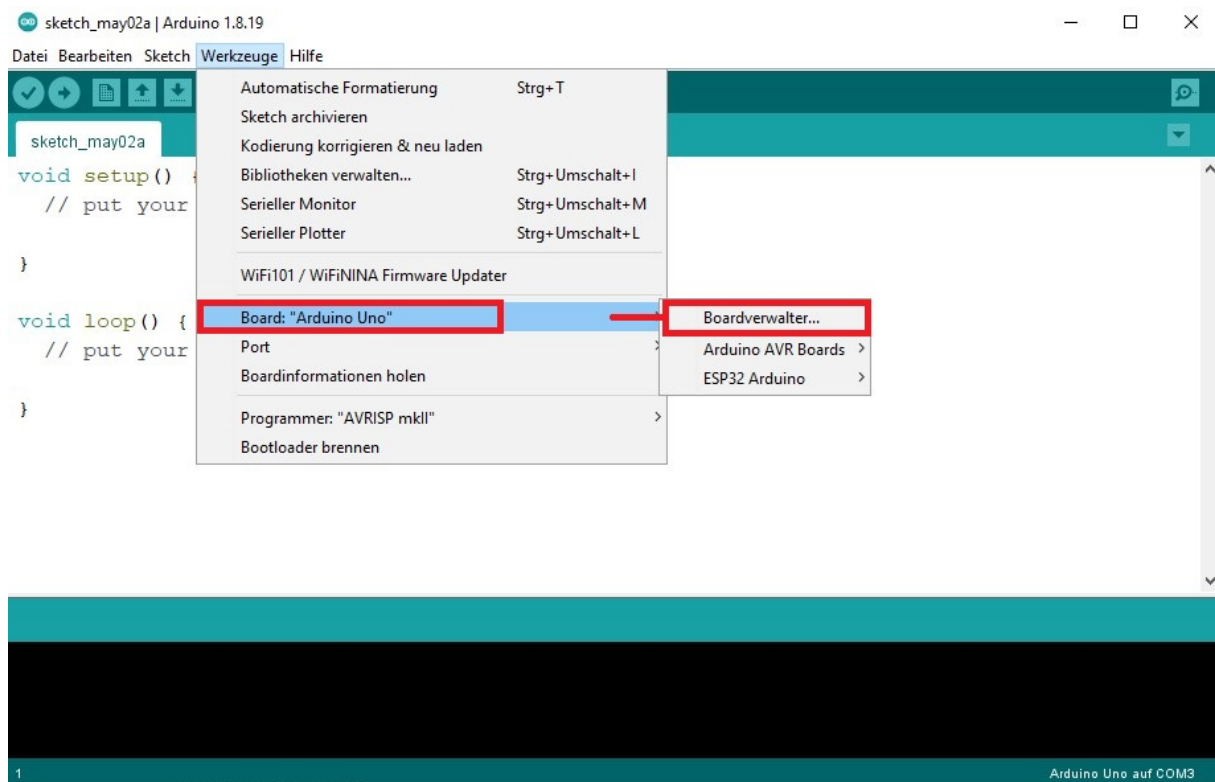 sketch_may02a | Arduino 1.8.19
Datei Bearbeiten Sketch Werkzeuge Hilfe
sketch_may02a
void setup() {
// put your
}
void loop() {
// put your
}
Automatische Formatierung Strg+T
Sketch archivieren
Kodierung korrigieren & neu laden
Bibliotheken verwalten... Strg+Umschalt+I
Serieller Monitor Strg+Umschalt+M
Serieller Plotter Strg+Umschalt+L
WiFi101 / WiFiNINA Firmware Updater
Board: "Arduino Uno"
Port
Boardinformationen holen
Programmer: "AVRISP mkII"
Bootloader brennen
Boardverwalter...
Arduino AVR Boards
ESP32 Arduino
1 Arduino Uno auf COM3